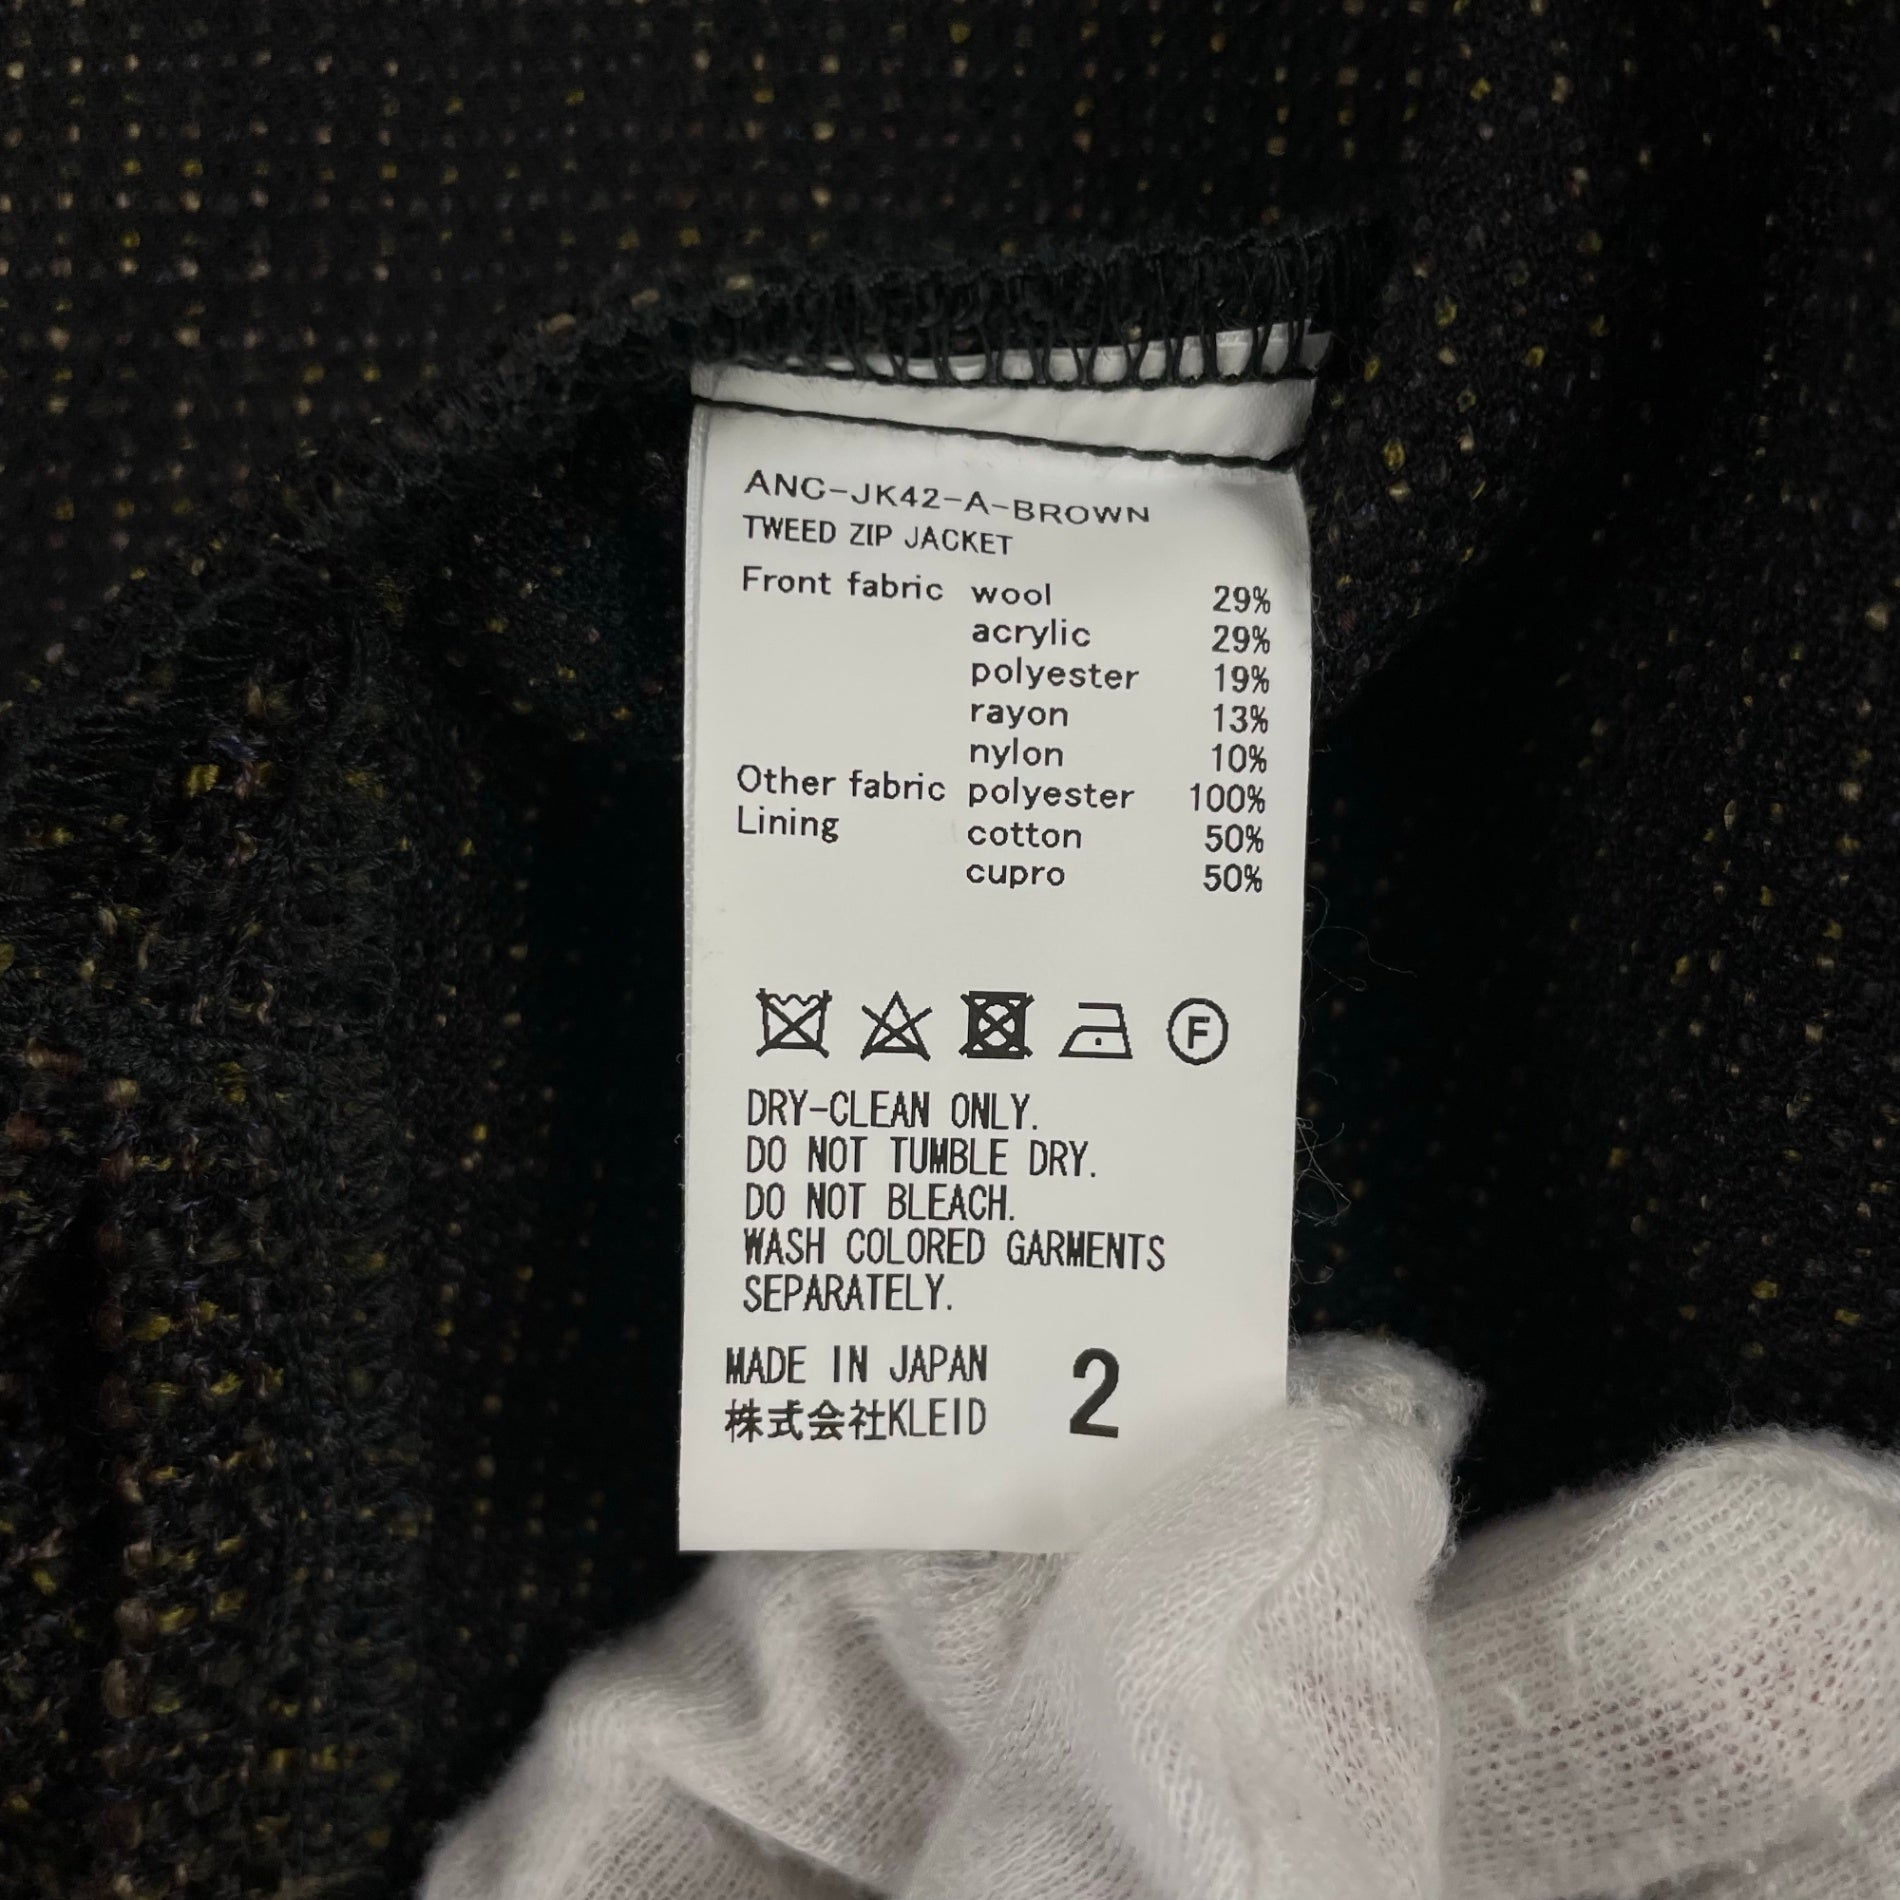 ANC-JK42-A-BROWN
TWEED ZIP JACKET
Front fabric wool 29%
acrylic 29%
polyester 19%
rayon 13%
nylon 10%
Other fabric polyester 100%
Lining cotton 50%
cupro 50%
F
DRY-CLEAN ONLY.
DO NOT TUMBLE DRY.
DO NOT BLEACH.
WASH COLORED GARMENTS
SEPARATELY.
MADE IN JAPAN 2
株式会社KLEID